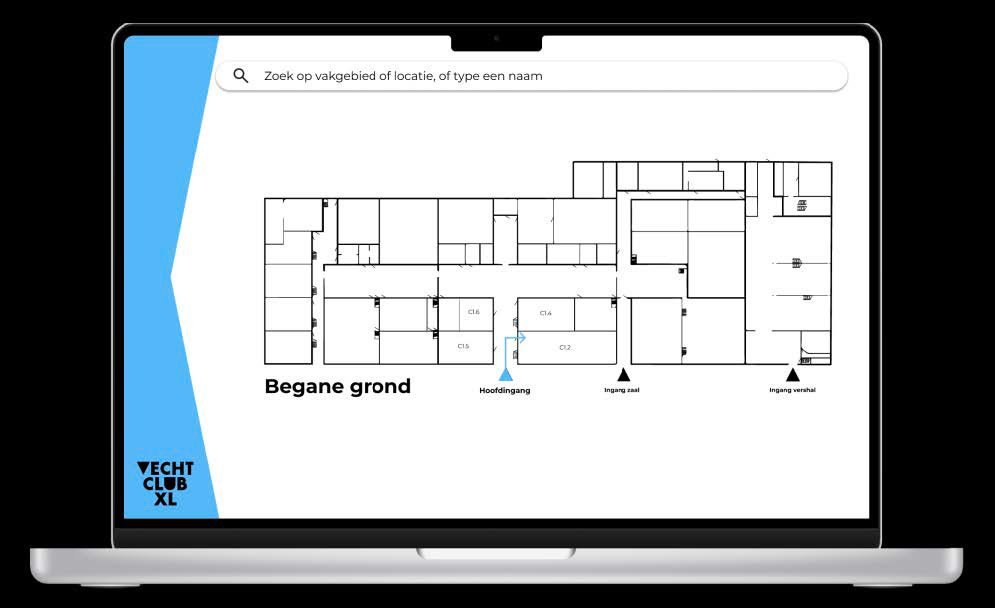 Zoek op vakgebied of locatie, of type een naam
C1.6
C1.4
C1.5
C1.2
Begane grond
Hoofdingang
Ingang zaal
Ingang vershal
VECHT
CLUB
XL